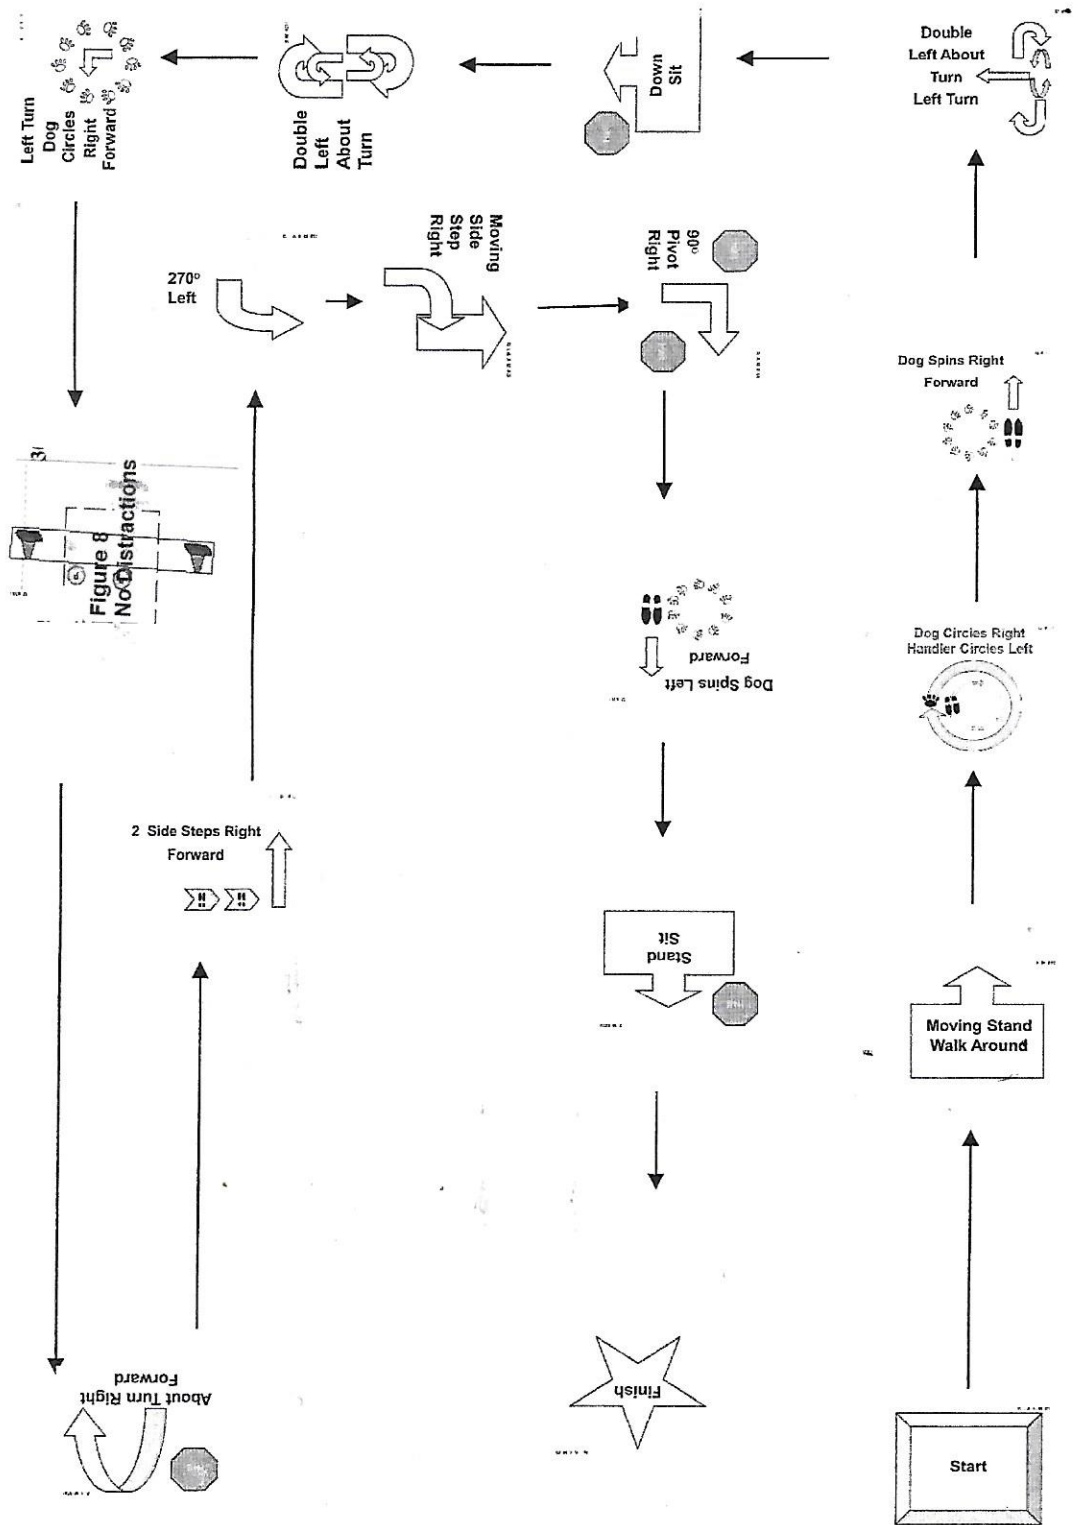 Start
Moving Stand
Walk Around
Dog Circles Right
Handler Circles Left
Dog Spins Right
Forward
Double
Left About
Turn
Left Turn
Down
Sit
Double
Left
About
Turn
Left Turn
Dog
Circles
Right
Forward
Figure 8
No Distractions
About Turn Right
Forward
2 Side Steps Right
Forward
270º
Left
Moving
Side
Step
Right
90º
Pivot
Right
Dog Spins Left
Forward
Stand
Sit
Finish